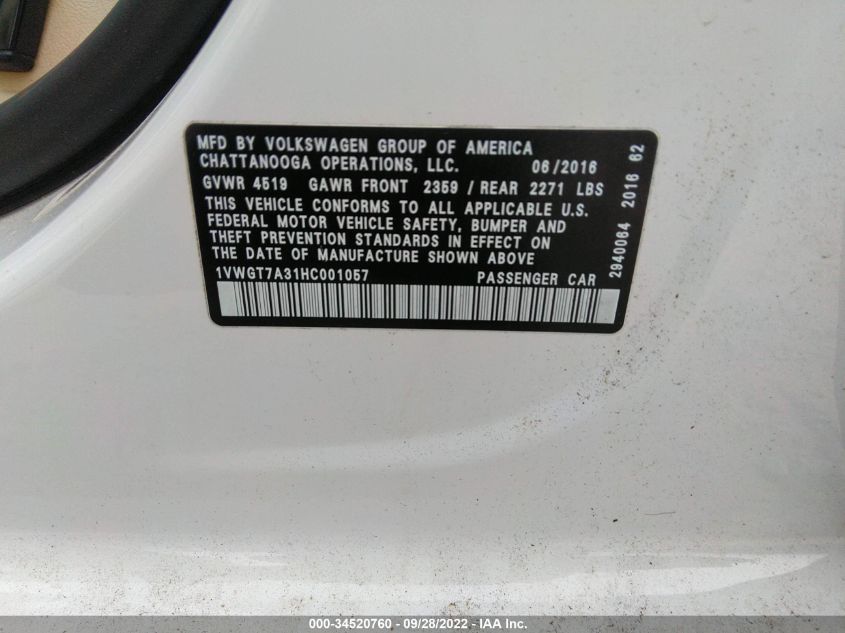 MFD BY VOLKSWAGEN GROUP OF AMERICA
CHATTANOOGA OPERATIONS, LLC. 06/2016
GVWR 4519 GAWR FRONT 2359 / REAR 2271 LBS
THIS VEHICLE CONFORMS TO ALL APPLICABLE U.S.
FEDERAL MOTOR VEHICLE SAFETY, BUMPER AND
THEFT PREVENTION STANDARDS IN EFFECT ON
THE DATE OF MANUFACTURE SHOWN ABOVE
1VWGT7A31HC001057 PASSENGER CAR
2940064 2016 62
000-34520760 - 09/28/2022 - IAA Inc.